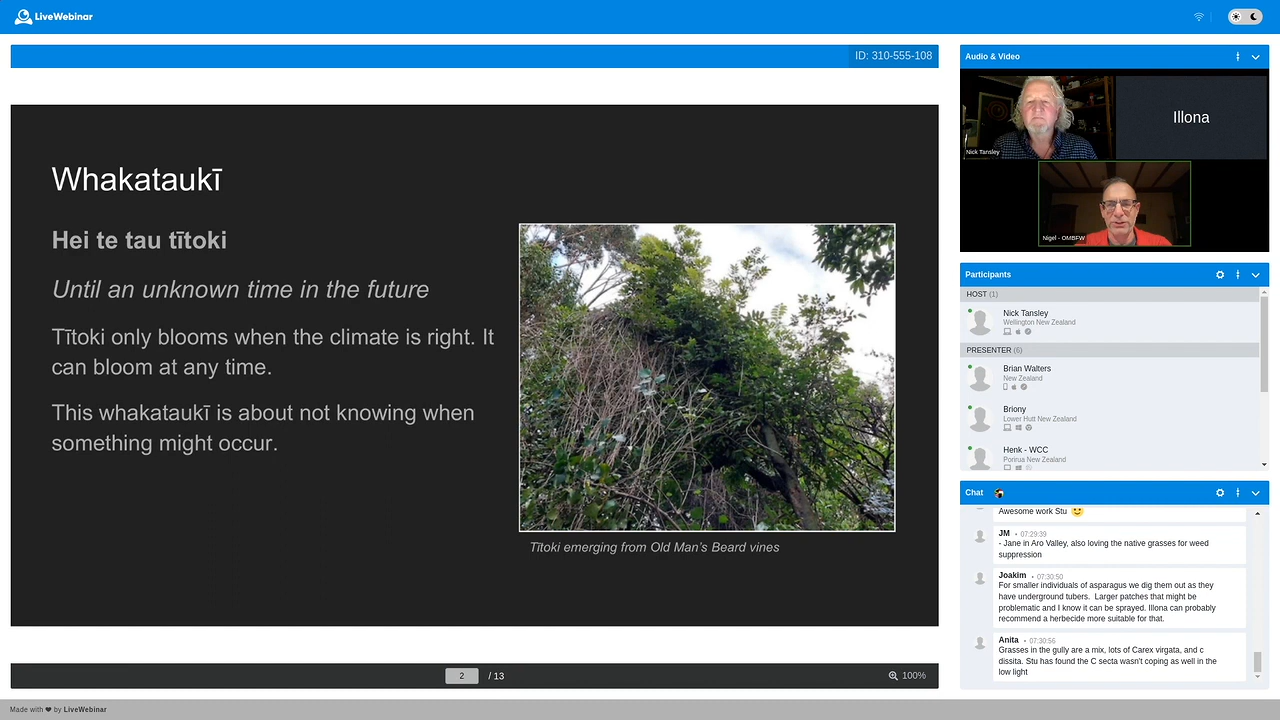 LiveWebinar
ID: 310-555-108
Whakataukī
Hei te tau tītoki
Until an unknown time in the future
Tītoki only blooms when the climate is right. It
can bloom at any time.
This whakataukī is about not knowing when
something might occur.
Tītoki emerging from Old Man's Beard vines
2 / 13
100%
Audio & Video
Nick Tansley
Illona
Nigel - OMBFW
Participants
HOST (1)
Nick Tansley
Wellington New Zealand
PRESENTER (6)
Brian Walters
New Zealand
Briony
Lower Hutt New Zealand
Henk - WCC
Porirua New Zealand
Chat
Awesome work Stu
JM • 07:29:39
- Jane in Aro Valley, also loving the native grasses for weed
suppression
Joakim • 07:30:50
For smaller individuals of asparagus we dig them out as they
have underground tubers. Larger patches that might be
problematic and I know it can be sprayed. Illona can probably
recommend a herbecide more suitable for that.
Anita • 07:30:56
Grasses in the gully are a mix, lots of Carex virgata, and c
dissita. Stu has found the C secta wasn't coping as well in the
low light
Made with ❤ by LiveWebinar